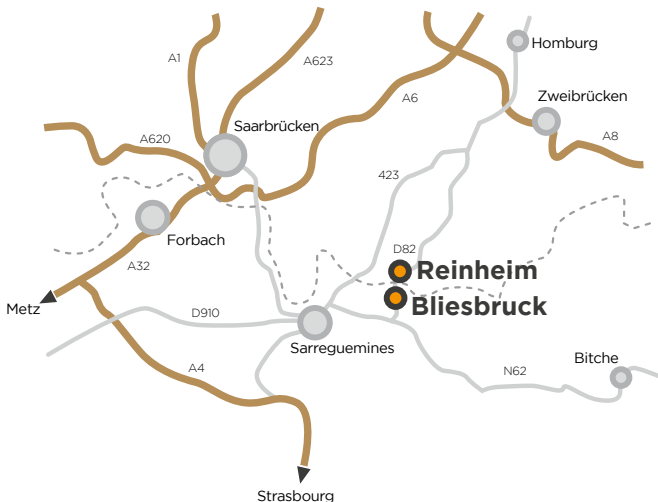 Homburg
A1
A623
A6
Zweibrücken
Saarbrücken
A620
A8
423
Forbach
D82
Reinheim
A32
Bliesbruck
Metz
D910
Sarreguemines
Bitche
A4
N62
Strasbourg